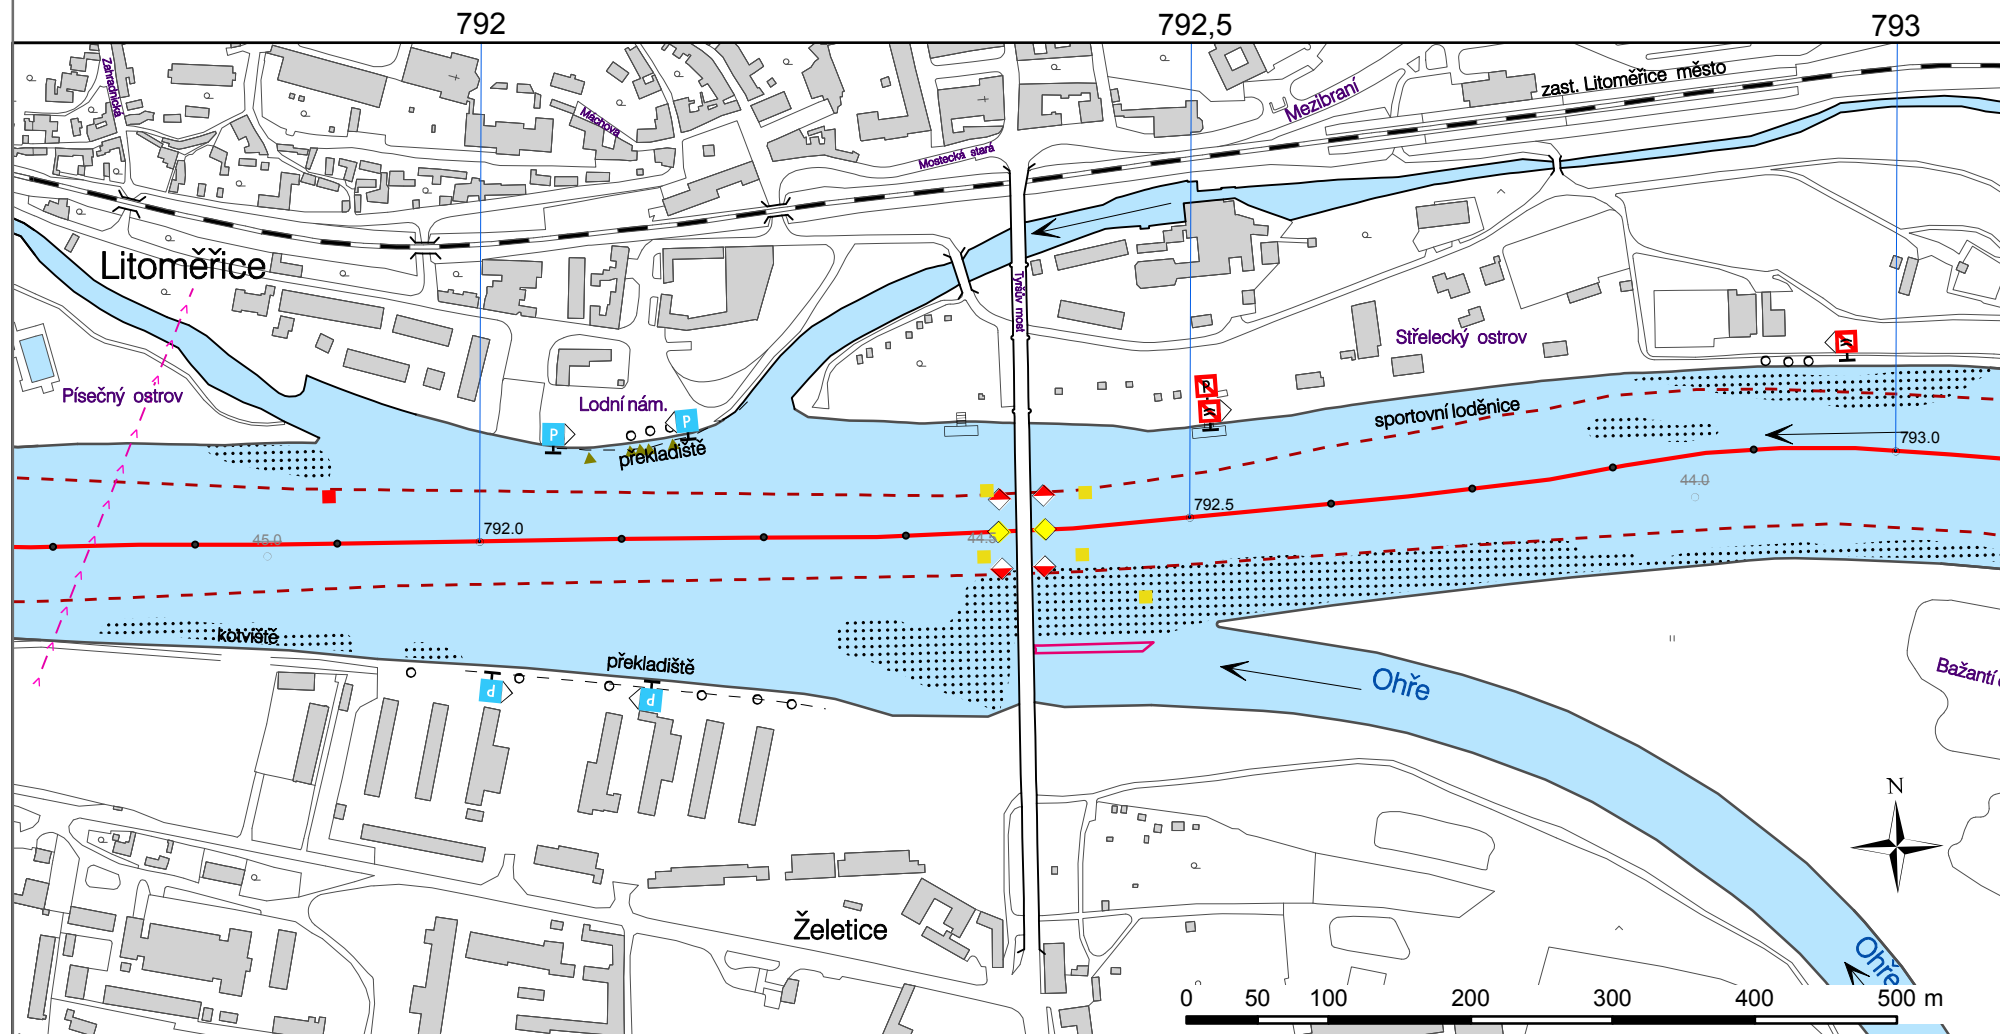 792
792,5
793
Zahradnická
Máchova
Mostecká stará
Mezibraní
zast. Litoměřice město
Litoměřice
Tyršův most
Písečný ostrov
Lodní nám.
Střelecký ostrov
P
P
P
překladiště
sportovní loděnice
793.0
44.0
792.5
792.0
45.0
44.5
kotviště
překladiště
P
P
Ohře
Bažantí
N
Želetice
Ohře
0 50 100 200 300 400 500 m